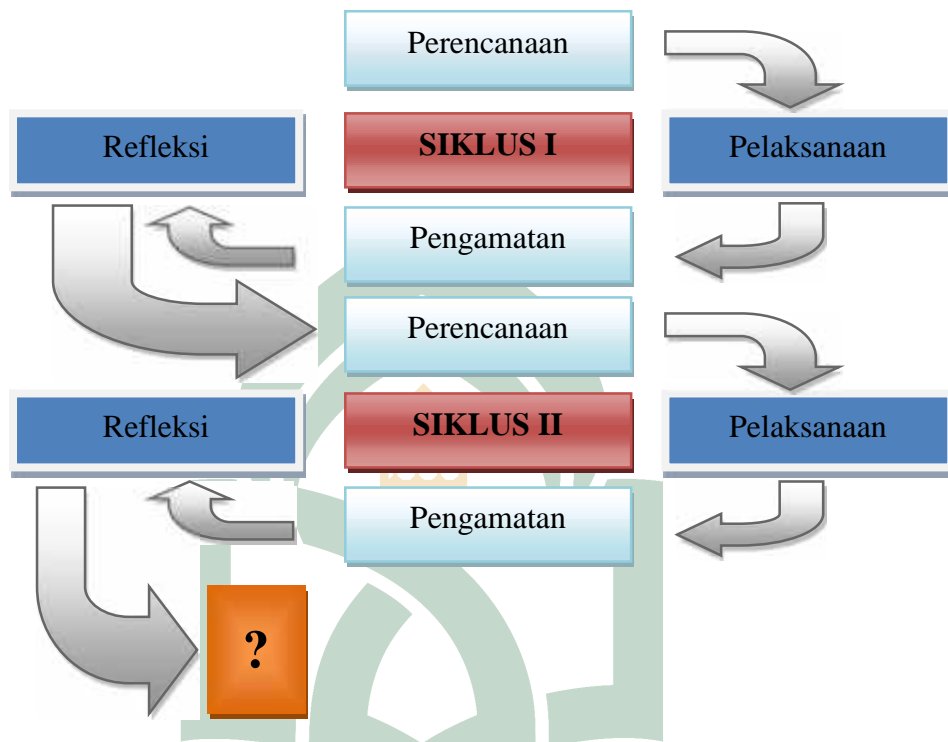 Perencanaan
Refleksi
SIKLUS I
Pelaksanaan
Pengamatan
Perencanaan
Refleksi
SIKLUS II
Pelaksanaan
Pengamatan
?